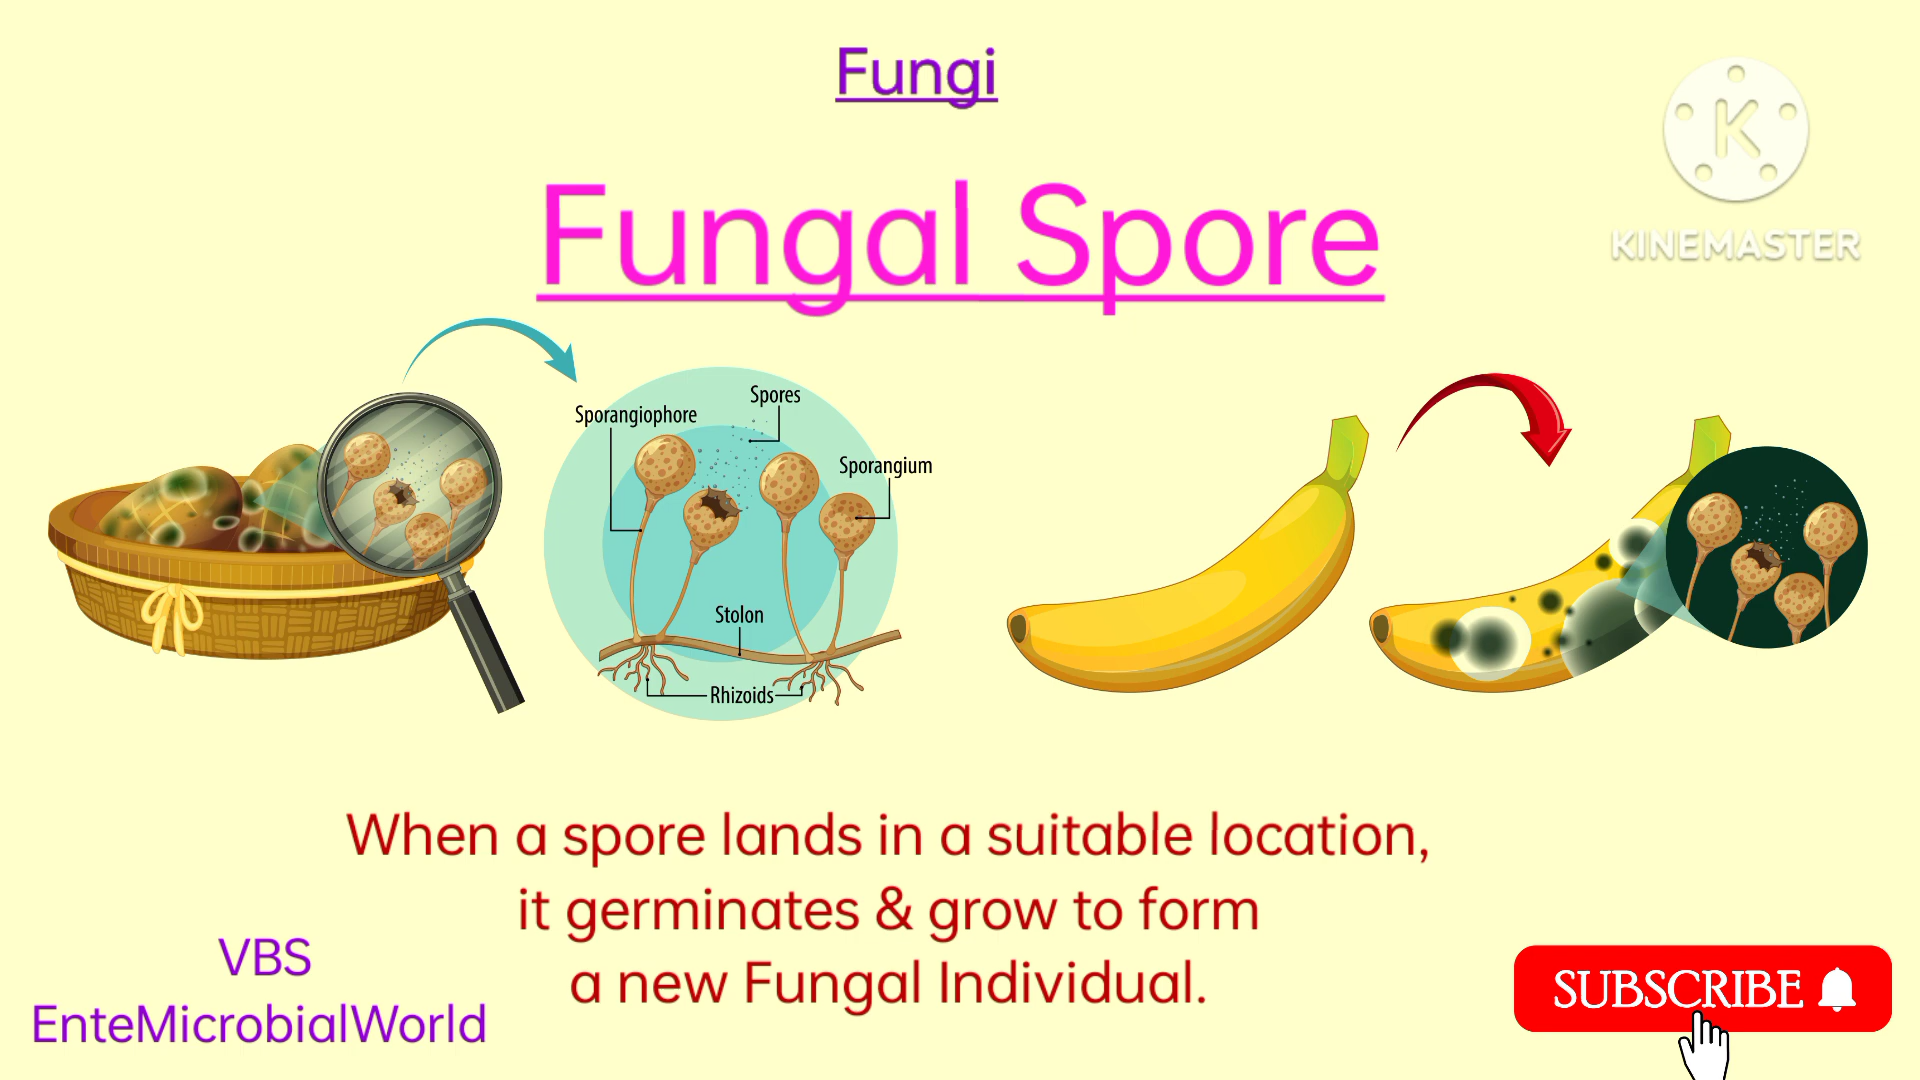 Fungi
K
KINEMASTER
Fungal Spore
Spores
Sporangiophore
Sporangium
Stolon
Rhizoids
When a spore lands in a suitable location,
it germinates & grow to form
a new Fungal Individual.
VBS
EnteMicrobialWorld
SUBSCRIBE